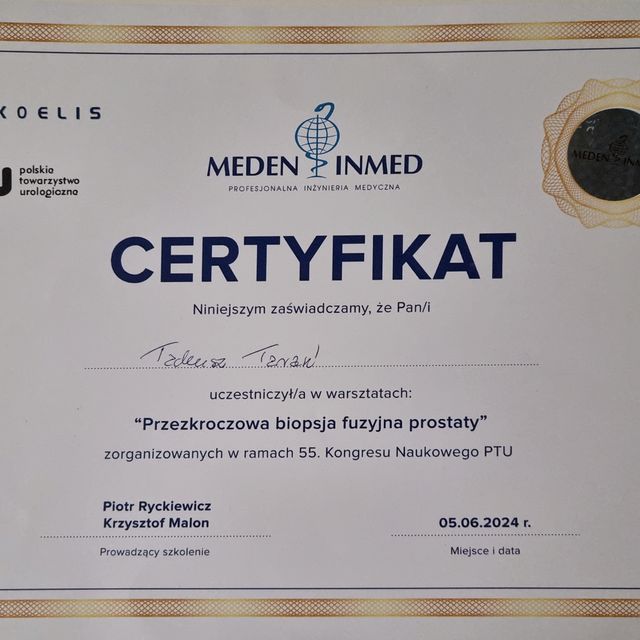 KOELIS
polskie
towarzystwo
urologiczne
MEDEN INMED
PROFESJONALNA INŻYNIERIA MEDYCZNA
MEDEN INMED
CERTYFIKAT
Niniejszym zaświadczamy, że Pan/i
Tadeusz
uczestniczył/a w warsztatach:
“Przezkroczowa biopsja fuzyjna prostaty”
zorganizowanych w ramach 55. Kongresu Naukowego PTU
Piotr Ryckiewicz
Krzysztof Malon
Prowadzący szkolenie
05.06.2024 r.
Miejsce i data